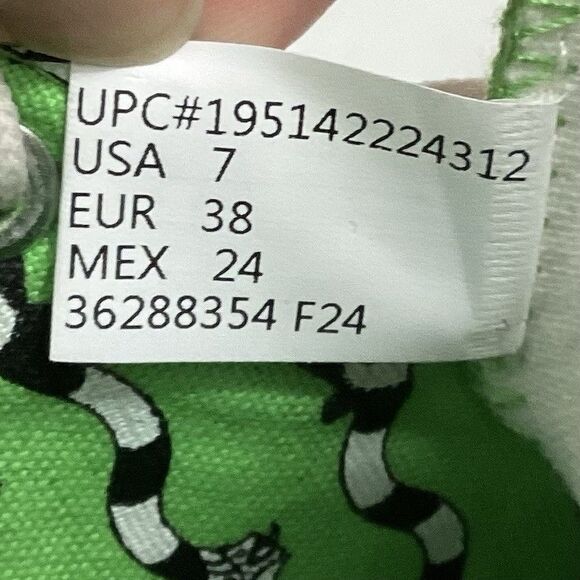 UPC#195142224312
USA 7
EUR 38
MEX 24
36288354 F24